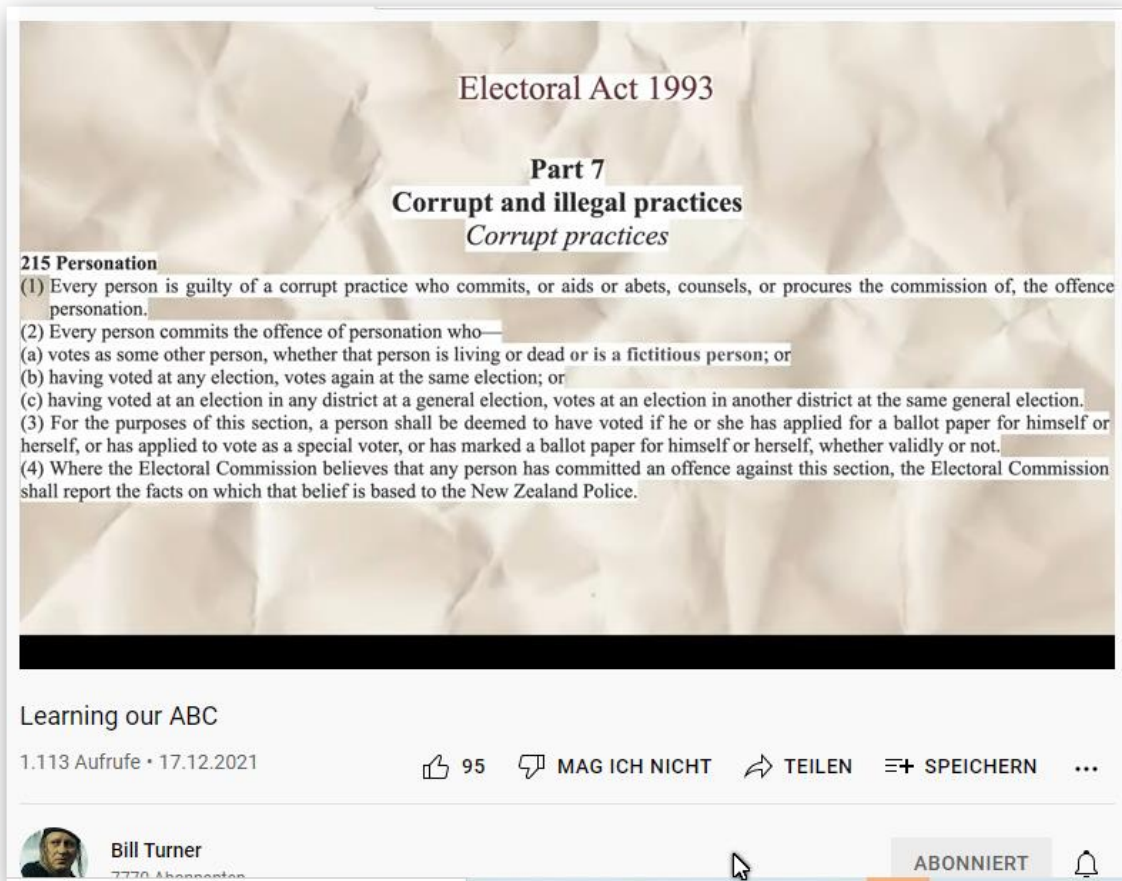 Electoral Act 1993
Part 7
Corrupt and illegal practices
Corrupt practices
215 Personation
(1) Every person is guilty of a corrupt practice who commits, or aids or abets, counsels, or procures the commission of, the offence
personation.
(2) Every person commits the offence of personation who—
(a) votes as some other person, whether that person is living or dead or is a fictitious person; or
(b) having voted at any election, votes again at the same election; or
(c) having voted at an election in any district at a general election, votes at an election in another district at the same general election.
(3) For the purposes of this section, a person shall be deemed to have voted if he or she has applied for a ballot paper for himself or
herself, or has applied to vote as a special voter, or has marked a ballot paper for himself or herself, whether validly or not.
(4) Where the Electoral Commission believes that any person has committed an offence against this section, the Electoral Commission
shall report the facts on which that belief is based to the New Zealand Police.
Learning our ABC
1.113 Aufrufe • 17.12.2021 95 MAG ICH NICHT TEILEN SPEICHERN ...
Bill Turner
7770 Abonnenten
ABONNIERT